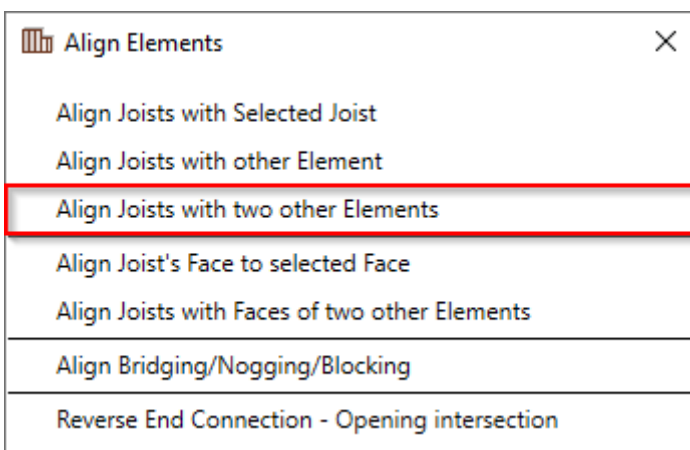 Align Elements
Align Joists with Selected Joist
Align Joists with other Element
Align Joists with two other Elements
Align Joist's Face to selected Face
Align Joists with Faces of two other Elements
Align Bridging/Nogging/Blocking
Reverse End Connection - Opening intersection